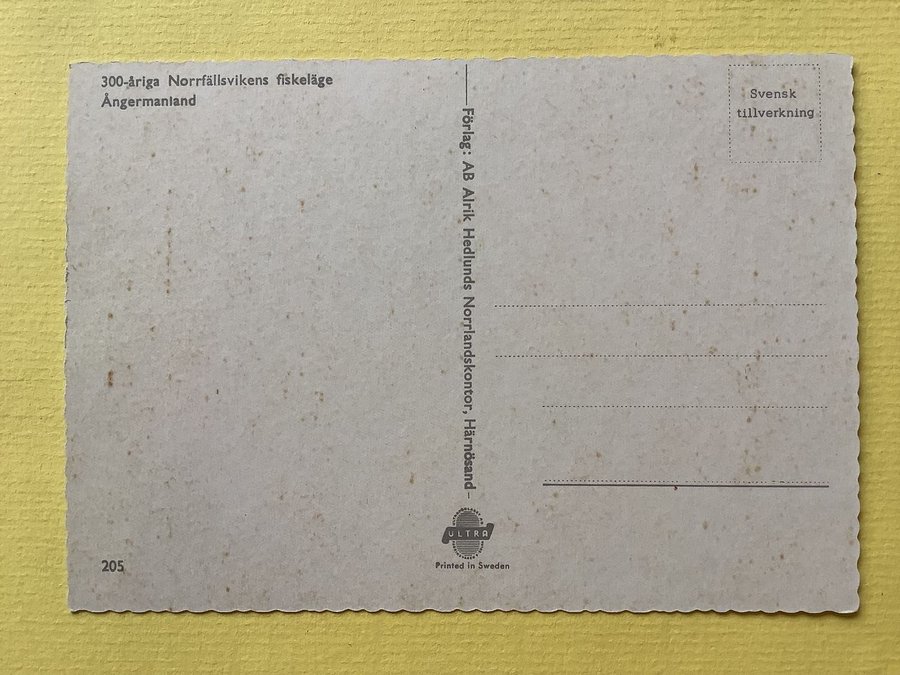 300-åriga Norrfällsvikens fiskeläge
Ångermanland
Förlag: AB Alrik Hedlunds Norrlandskontor, Härnösand
Svensk
tillverkning
205
ULTRA
Printed in Sweden